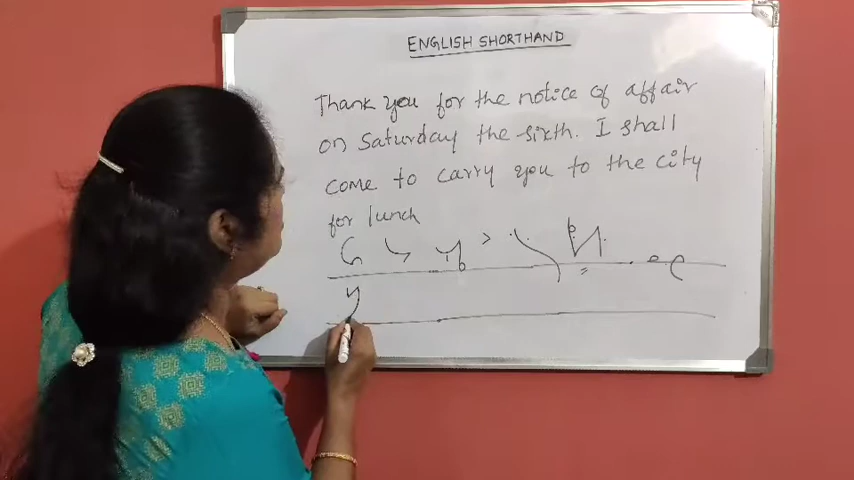 ENGLISH SHORTHAND
Thank you for the notice of affair
on Saturday the sixth. I shall
come to carry you to the city
for lunch